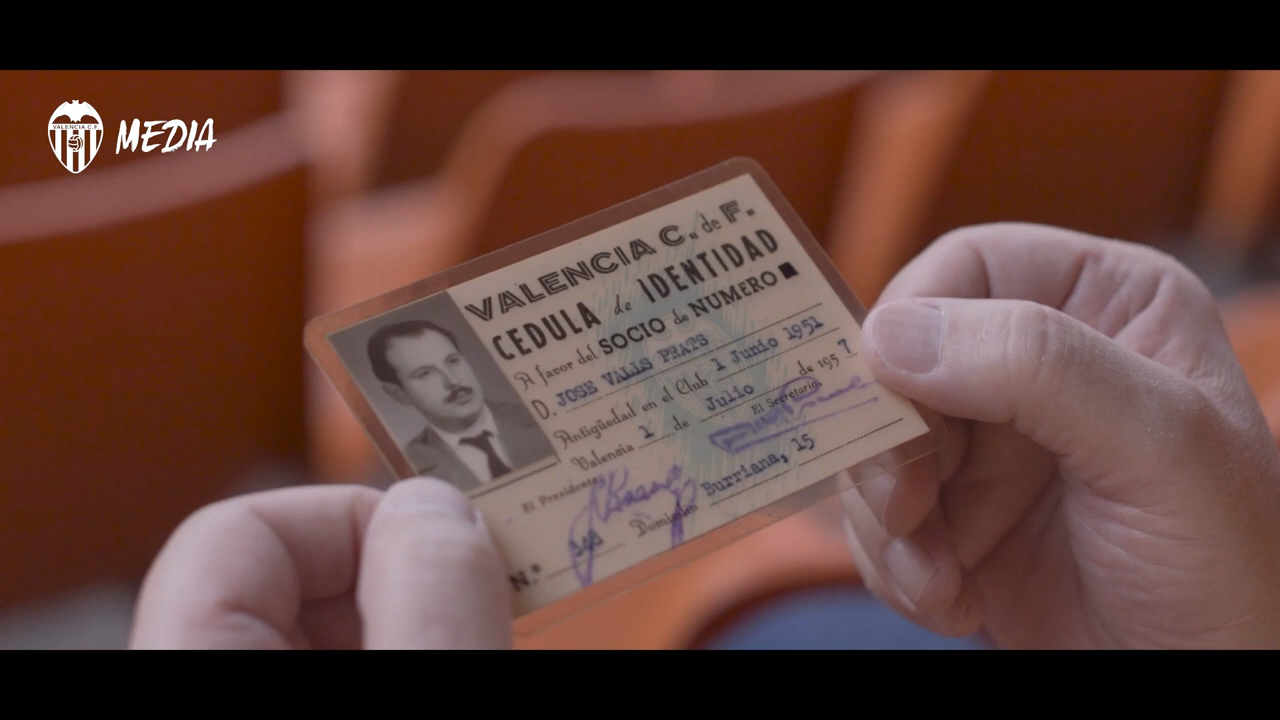 VALENCIA C.F.
MEDIA
VALENCIA C. de F.
CEDULA de IDENTIDAD
A favor del SOCIO de NUMERO ■
D. JOSE VALLS PRATS
Antigüedad en el Club 1 Junio 1951
Valencia 1 de Julio de 1957
El Presidente, El Secretario,
N.º Domicilio Burriana, 15